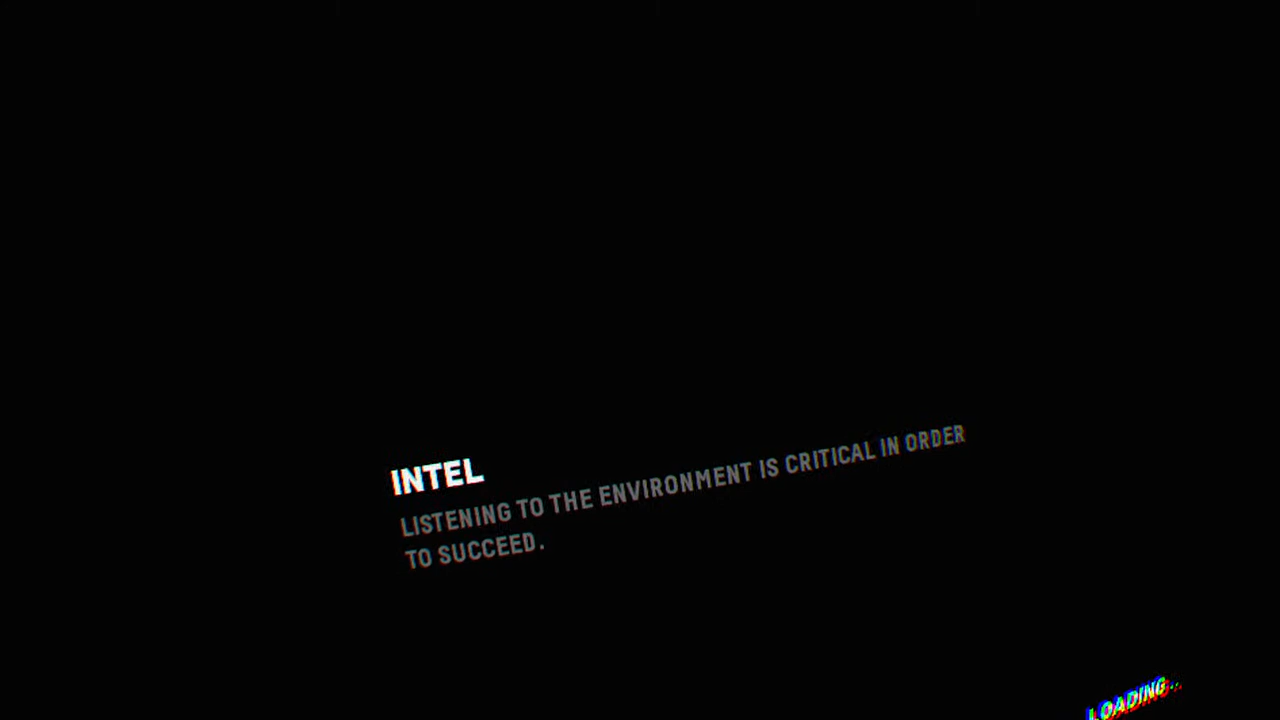 INTEL
LISTENING TO THE ENVIRONMENT IS CRITICAL IN ORDER
TO SUCCEED.
LOADING..